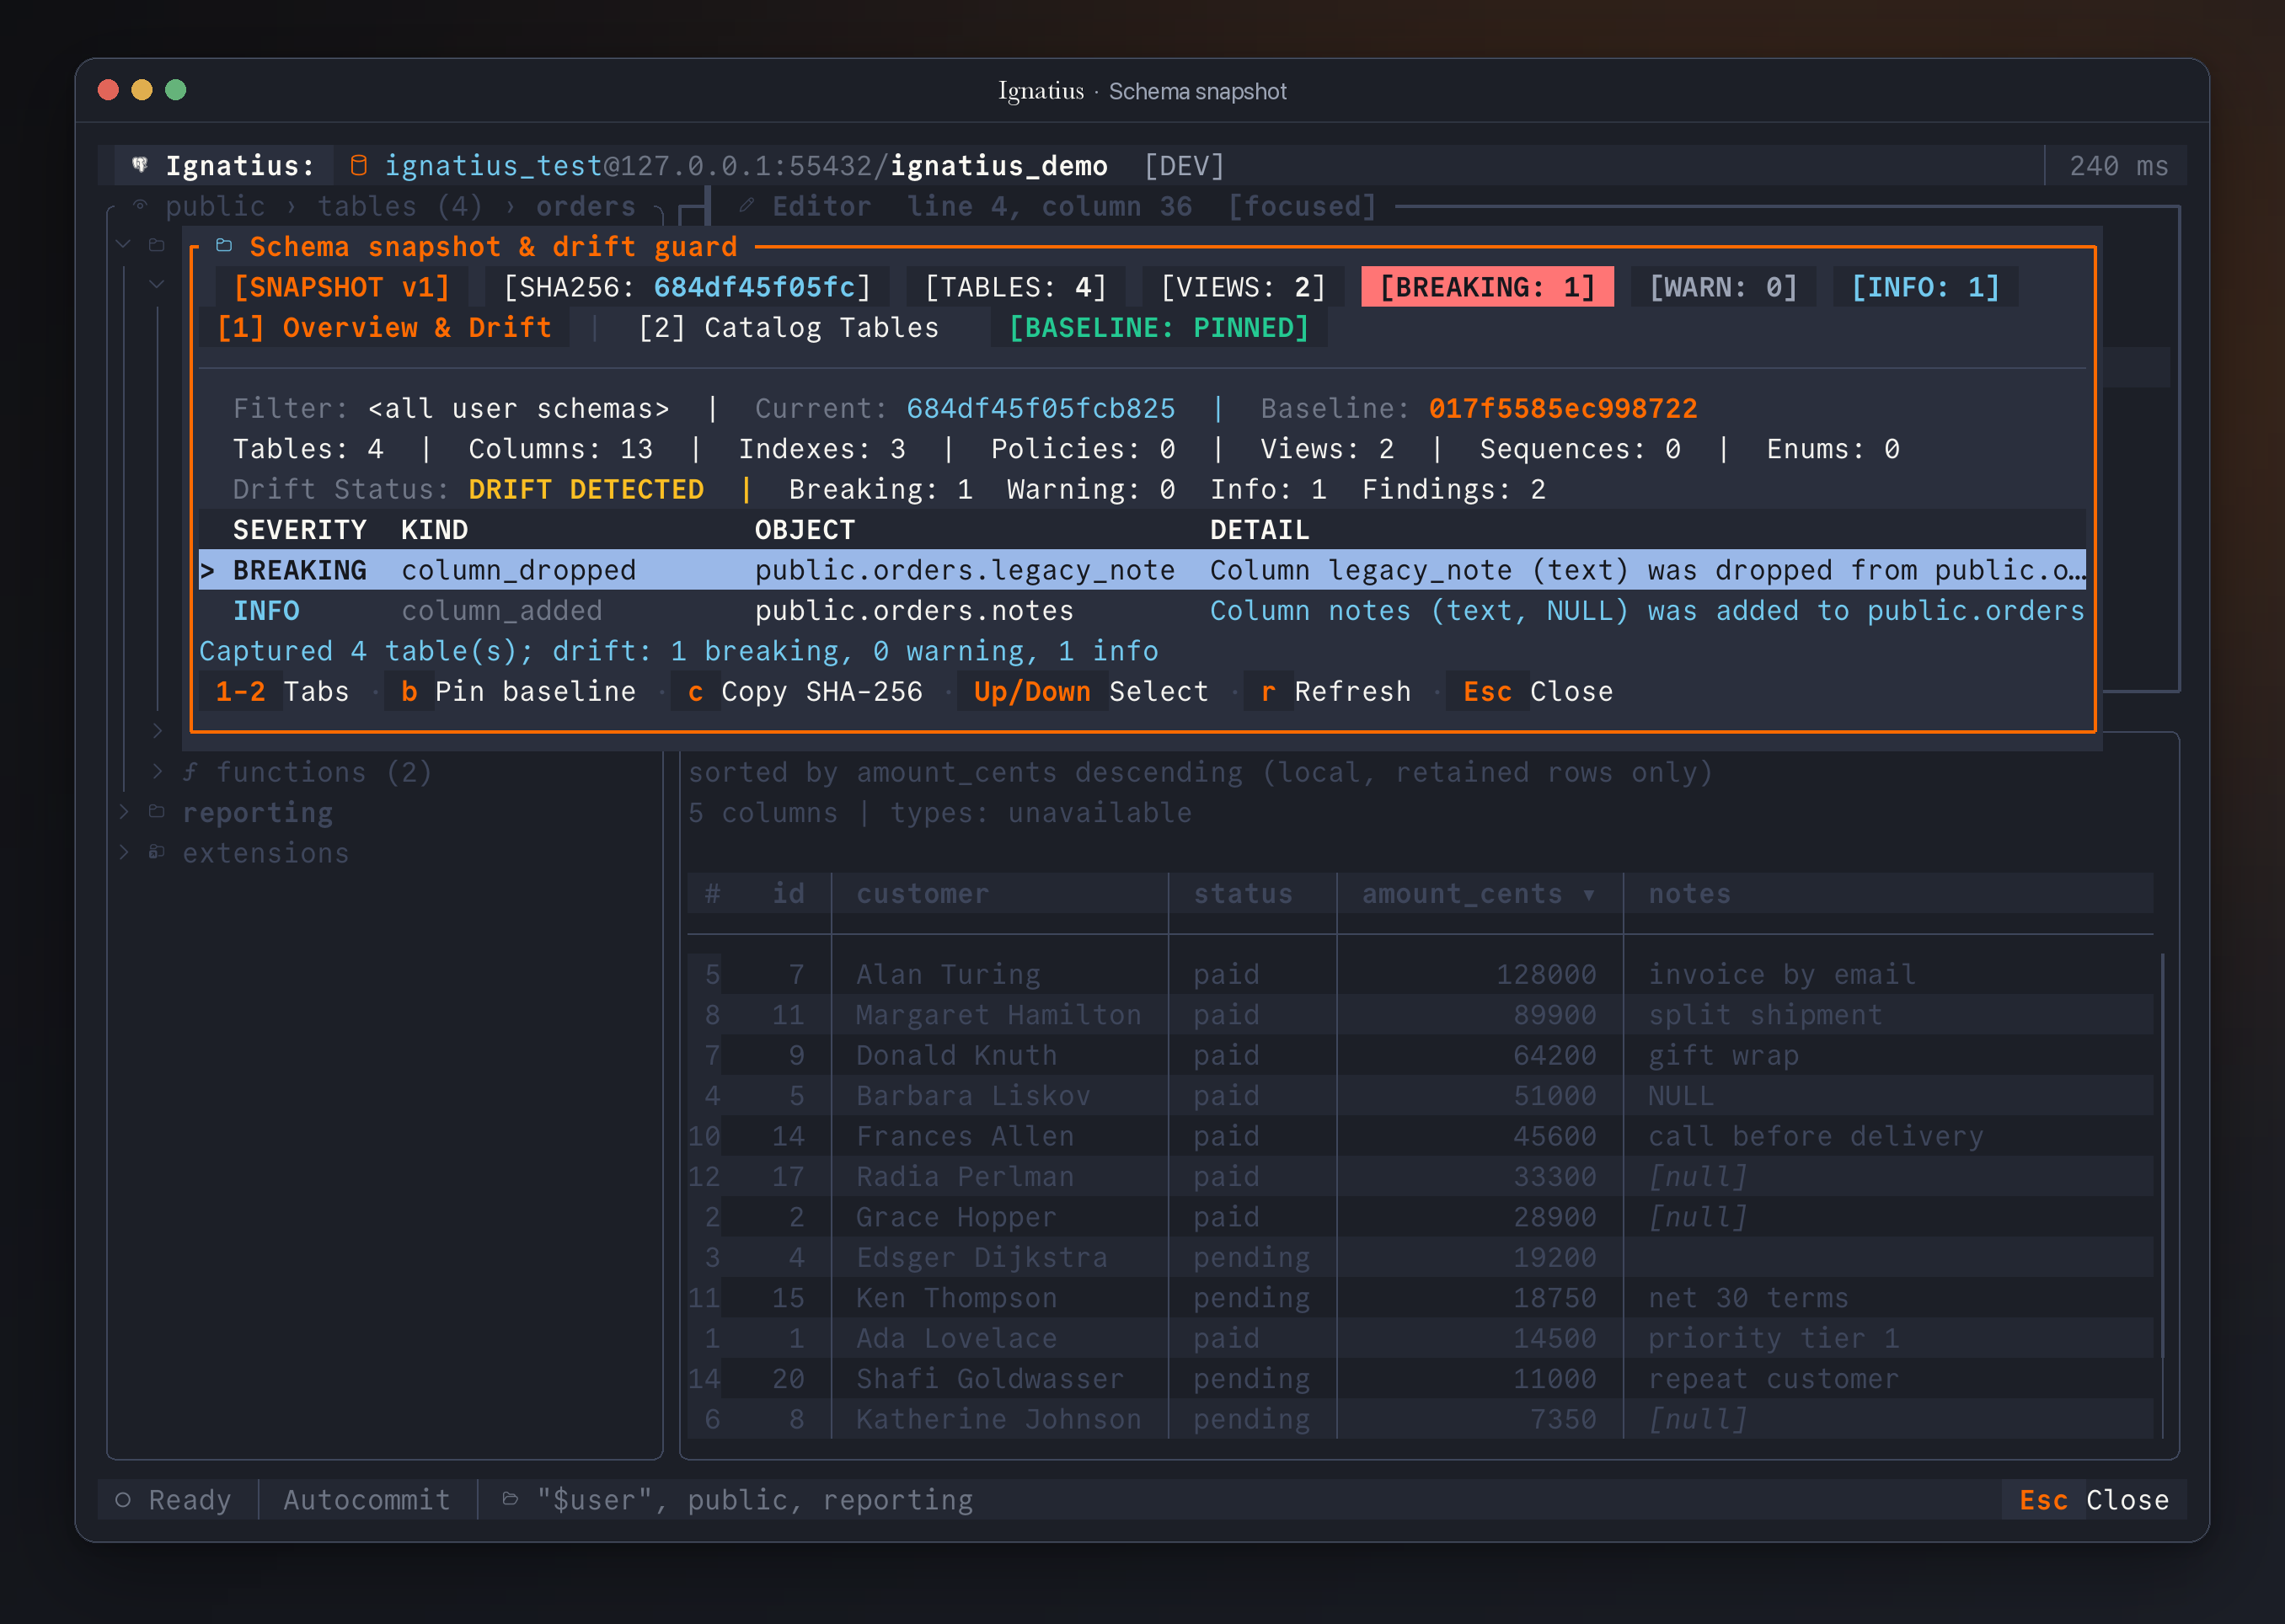 Ignatius · Schema snapshot
Ignatius: ignatius_test@127.0.0.1:55432/ignatius_demo [DEV] 240 ms
public › tables (4) › orders Editor line 4, column 36 [focused]
Schema snapshot & drift guard
[SNAPSHOT v1] [SHA256: 684df45f05fc] [TABLES: 4] [VIEWS: 2] [BREAKING: 1] [WARN: 0] [INFO: 1]
[1] Overview & Drift | [2] Catalog Tables [BASELINE: PINNED]
Filter: <all user schemas> | Current: 684df45f05fcb825 | Baseline: 017f5585ec998722
Tables: 4 | Columns: 13 | Indexes: 3 | Policies: 0 | Views: 2 | Sequences: 0 | Enums: 0
Drift Status: DRIFT DETECTED | Breaking: 1 Warning: 0 Info: 1 Findings: 2
SEVERITY KIND OBJECT DETAIL
> BREAKING column_dropped public.orders.legacy_note Column legacy_note (text) was dropped from public.o…
INFO column_added public.orders.notes Column notes (text, NULL) was added to public.orders
Captured 4 table(s); drift: 1 breaking, 0 warning, 1 info
1-2 Tabs · b Pin baseline · c Copy SHA-256 · Up/Down Select · r Refresh · Esc Close
ƒ functions (2)
reporting
extensions
sorted by amount_cents descending (local, retained rows only)
5 columns | types: unavailable
# id customer status amount_cents ▼ notes
5 7 Alan Turing paid 128000 invoice by email
8 11 Margaret Hamilton paid 89900 split shipment
7 9 Donald Knuth paid 64200 gift wrap
4 5 Barbara Liskov paid 51000 NULL
10 14 Frances Allen paid 45600 call before delivery
12 17 Radia Perlman paid 33300 [null]
2 2 Grace Hopper paid 28900 [null]
3 4 Edsger Dijkstra pending 19200
11 15 Ken Thompson pending 18750 net 30 terms
1 1 Ada Lovelace paid 14500 priority tier 1
14 20 Shafi Goldwasser pending 11000 repeat customer
6 8 Katherine Johnson pending 7350 [null]
Ready Autocommit "$user", public, reporting Esc Close